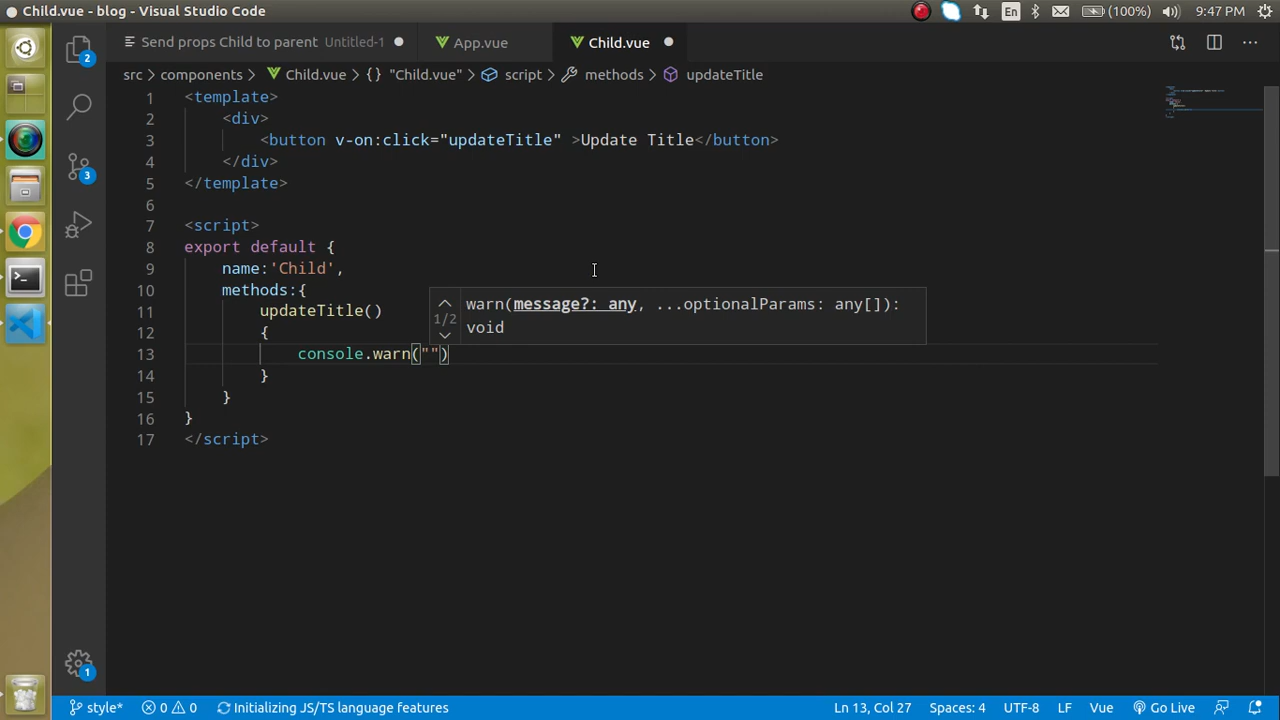 Child.vue - blog - Visual Studio Code
En
(100%)
9:47 PM
Send props Child to parent Untitled-1
App.vue
Child.vue
src > components > Child.vue > {} "Child.vue" > script > methods > updateTitle
1 <template>
2 <div>
3 <button v-on:click="updateTitle" >Update Title</button>
4 </div>
5 </template>
6
7 <script>
8 export default {
9 name:'Child',
10 methods:{
11 updateTitle()
12 {
13 console.warn("")
14 }
15 }
16 }
17 </script>
1/2
warn(message?: any, ...optionalParams: any[]):
void
2
3
1
style* 0 0 Initializing JS/TS language features
Ln 13, Col 27 Spaces: 4 UTF-8 LF Vue Go Live